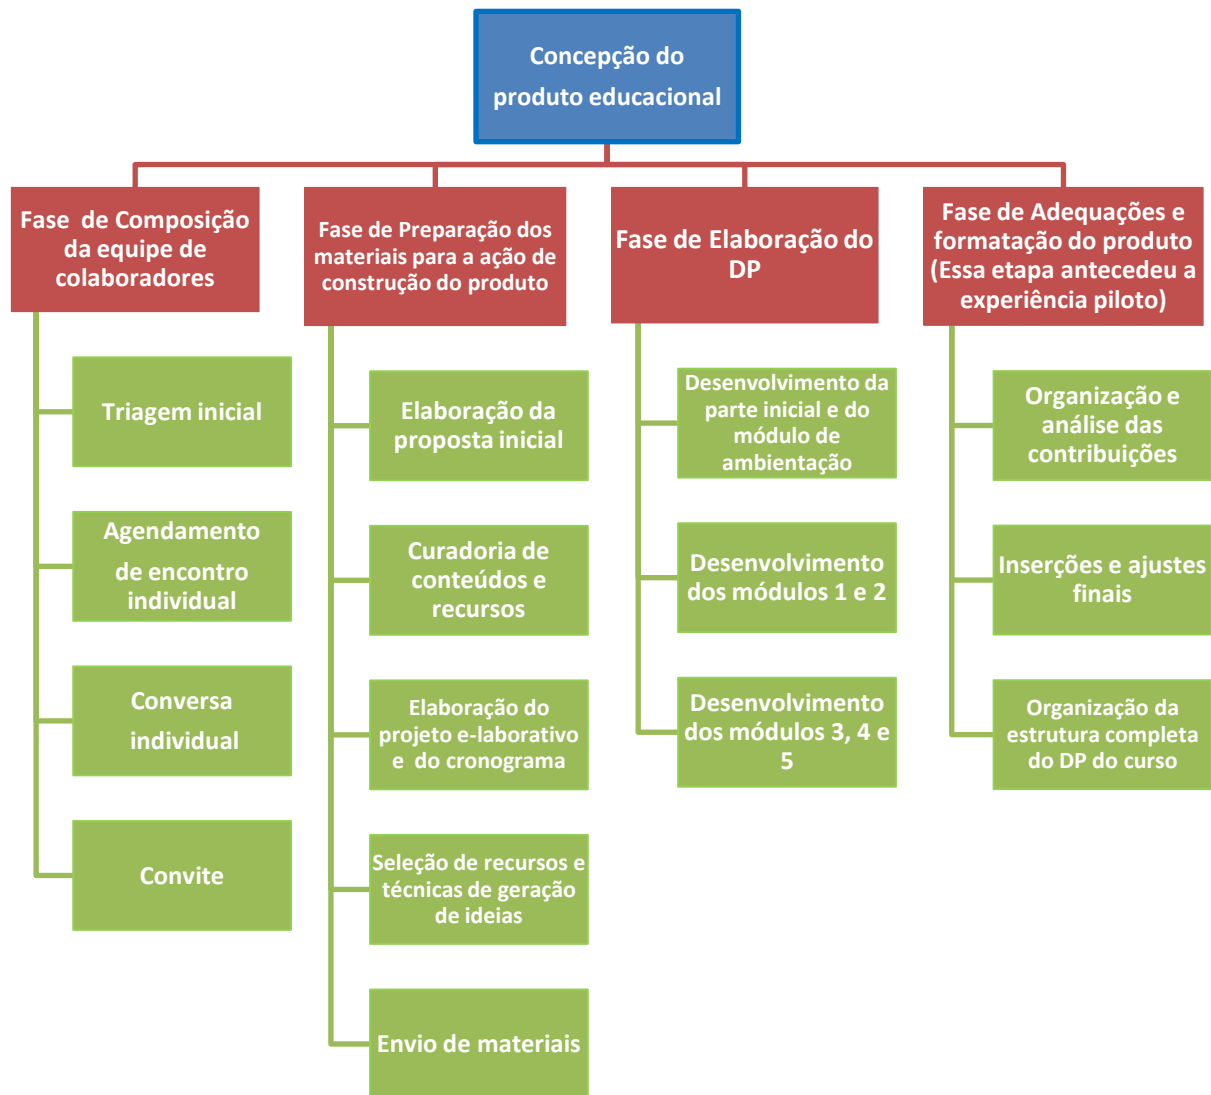 Concepção do
produto educacional
Fase de Composição
da equipe de
colaboradores
Triagem inicial
Agendamento
de encontro
individual
Conversa
individual
Convite
Fase de Preparação dos
materiais para a ação de
construção do produto
Elaboração da
proposta inicial
Curadoria de
conteúdos e
recursos
Elaboração do
projeto e-laborativo
e do cronograma
Seleção de recursos e
técnicas de geração
de ideias
Envio de materiais
Fase de Elaboração do
DP
Desenvolvimento da
parte inicial e do
módulo de
ambientação
Desenvolvimento
dos módulos 1 e 2
Desenvolvimento
dos módulos 3, 4 e
5
Fase de Adequações e
formatação do produto
(Essa etapa antecedeu a
experiência piloto)
Organização e
análise das
contribuições
Inserções e ajustes
finais
Organização da
estrutura completa
do DP do curso